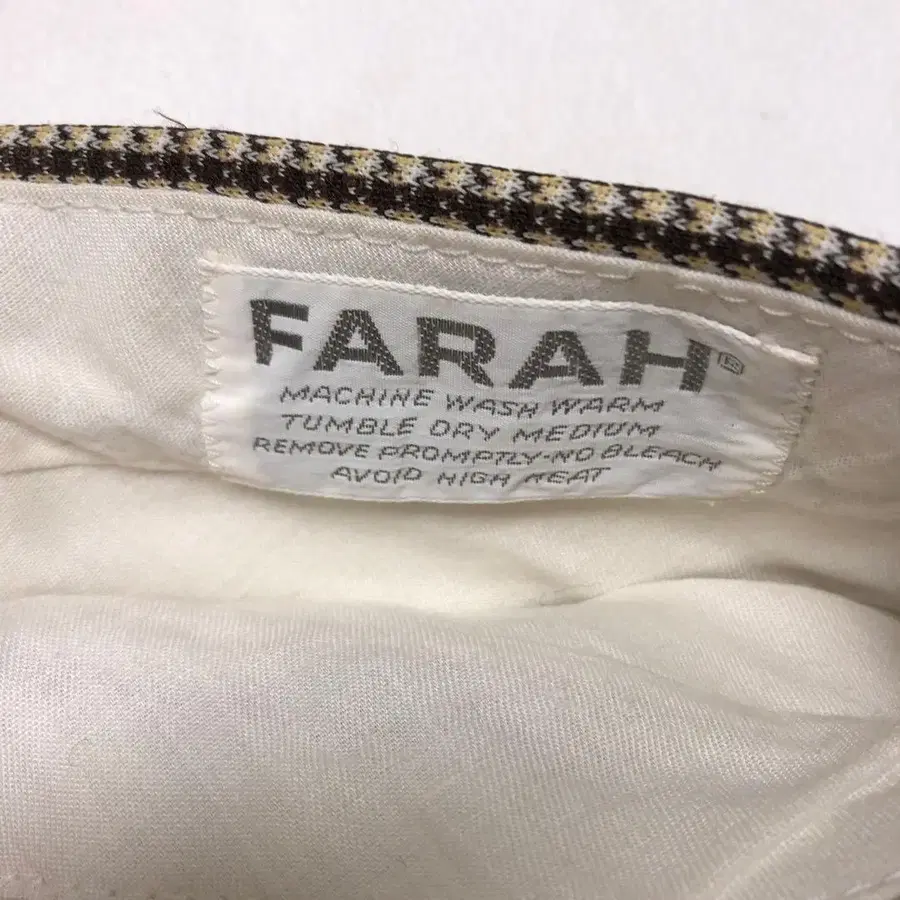 FARAH
MACHINE WASH WARM
TUMBLE DRY MEDIUM
REMOVE PROMPTLY-NO BLEACH
AVOID HIGH HEAT